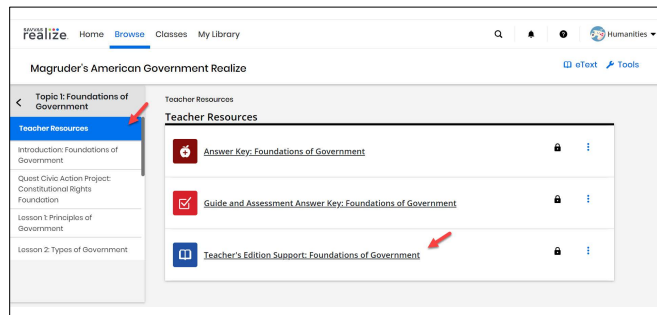 SAVVAS
realize. Home Browse Classes My Library Humanities
Magruder's American Government Realize eText Tools
Topic 1: Foundations of
Government
Teacher Resources
Introduction: Foundations of
Government
Quest Civic Action Project:
Constitutional Rights
Foundation
Lesson 1: Principles of
Government
Lesson 2: Types of Government
Teacher Resources
Teacher Resources
Answer Key: Foundations of Government
Guide and Assessment Answer Key: Foundations of Government
Teacher's Edition Support: Foundations of Government